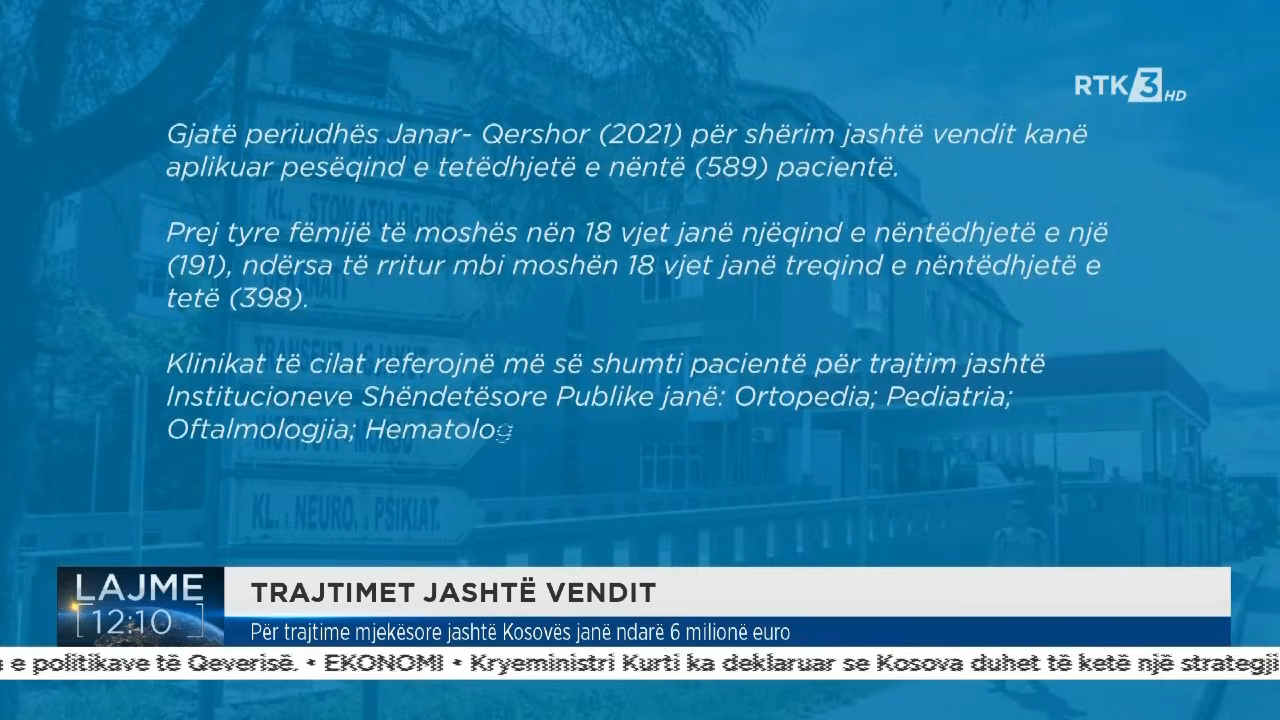 RTK 3 HD
Gjatë periudhës Janar- Qershor (2021) për shërim jashtë vendit kanë
aplikuar pesëqind e tetëdhjetë e nëntë (589) pacientë.
Prej tyre fëmijë të moshës nën 18 vjet janë njëqind e nëntëdhjetë e një
(191), ndërsa të rritur mbi moshën 18 vjet janë treqind e nëntëdhjetë e
tetë (398).
Klinikat të cilat referojnë më së shumti pacientë për trajtim jashtë
Institucioneve Shëndetësore Publike janë: Ortopedia; Pediatria;
Oftalmologjia; Hematolog
KL. STOMATOLOGJISË
KL. E NEURO. E PSIKIAT.
LAJME
12:10
TRAJTIMET JASHTË VENDIT
Për trajtime mjekësore jashtë Kosovës janë ndarë 6 milionë euro
e politikave të Qeverisë. • EKONOMI • Kryeministri Kurti ka deklaruar se Kosova duhet të ketë një strategji